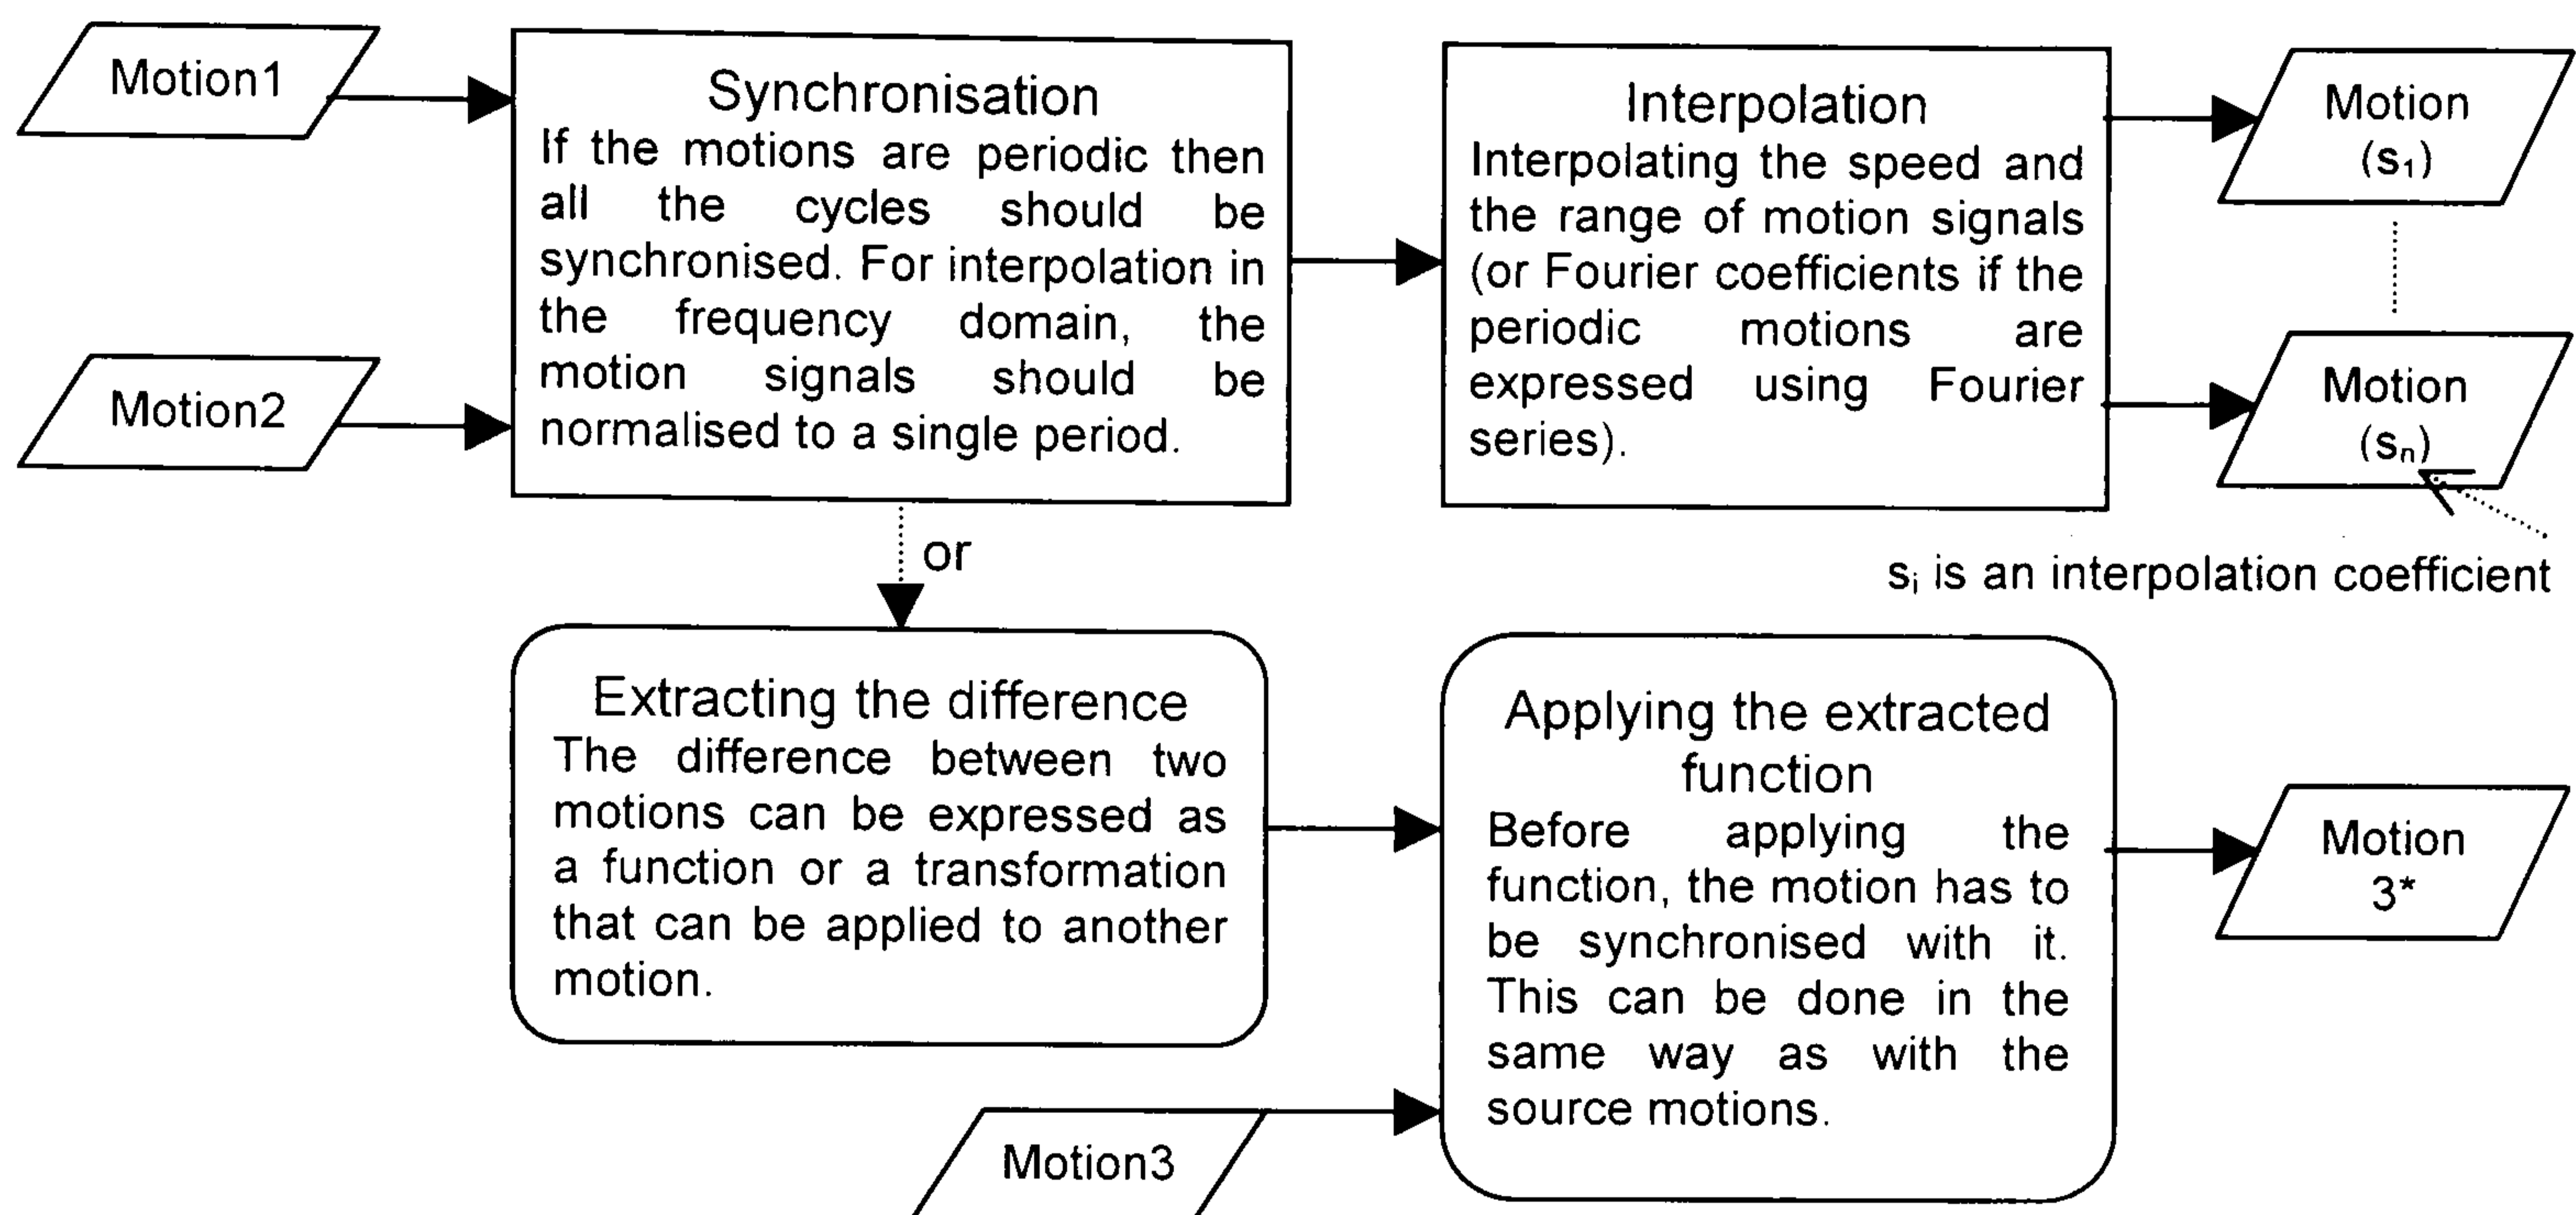 Motion1
Motion2
Synchronisation
If the motions are periodic then
all the cycles should be
synchronised. For interpolation in
the frequency domain, the
motion signals should be
normalised to a single period.
Interpolation
Interpolating the speed and
the range of motion signals
(or Fourier coefficients if the
periodic motions are
expressed using Fourier
series).
Motion
(s₁)
Motion
(sₙ)
sᵢ is an interpolation coefficient
or
Extracting the difference
The difference between two
motions can be expressed as
a function or a transformation
that can be applied to another
motion.
Motion3
Applying the extracted
function
Before applying the
function, the motion has to
be synchronised with it.
This can be done in the
same way as with the
source motions.
Motion
3*